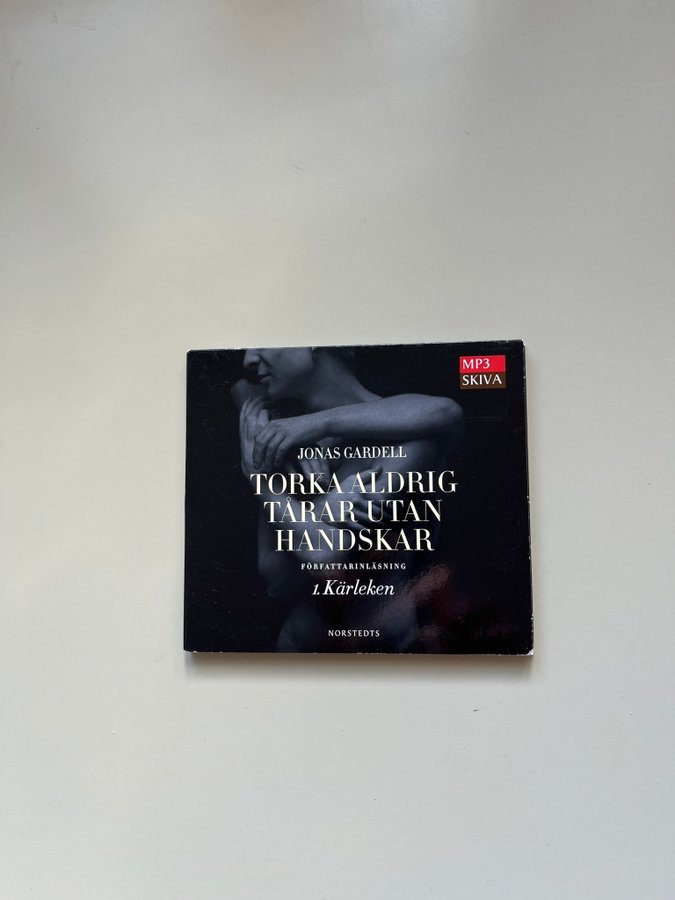 MP3
SKIVA
JONAS GARDELL
TORKA ALDRIG
TÅRAR UTAN
HANDSKAR
FÖRFATTARINLÄSNING
1. Kärleken
NORSTEDTS